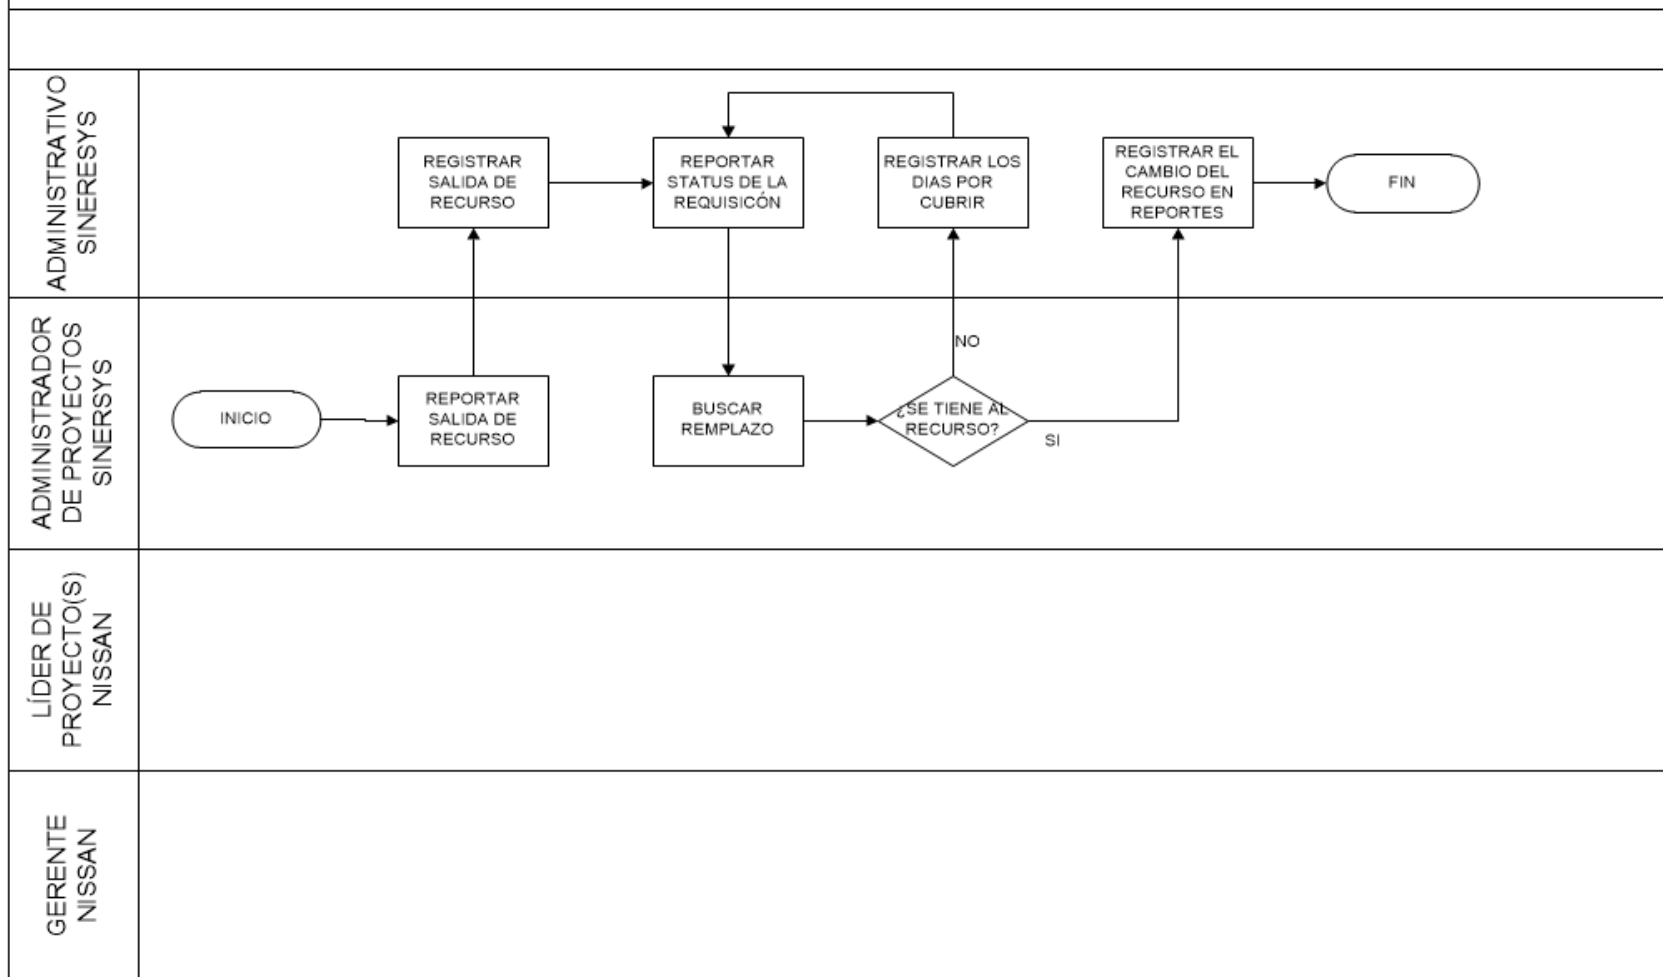 ADMINISTRATIVO
SINERESYS
REGISTRAR
SALIDA DE
RECURSO
REPORTAR
STATUS DE LA
REQUISICÓN
REGISTRAR LOS
DIAS POR
CUBRIR
REGISTRAR EL
CAMBIO DEL
RECURSO EN
REPORTES
FIN
ADMINISTRADOR
DE PROYECTOS
SINERSYS
INICIO
REPORTAR
SALIDA DE
RECURSO
BUSCAR
REMPLAZO
¿SE TIENE AL
RECURSO?
NO
SI
LÍDER DE
PROYECTO(S)
NISSAN
GERENTE
NISSAN